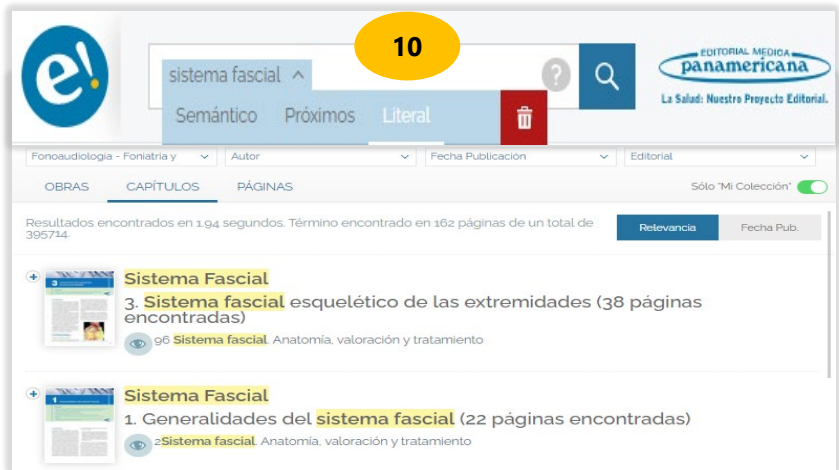 10
e!
sistema fascial
Semántico Próximos Literal
?
EDITORIAL MEDICA
panamericana
La Salud: Nuestro Proyecto Editorial.
Fonoaudiología - Foniatría y Autor Fecha Publicación Editorial
OBRAS CAPÍTULOS PÁGINAS Sólo "Mi Colección"
Resultados encontrados en 1.94 segundos. Término encontrado en 162 páginas de un total de
395714.
Relevancia Fecha Pub.
3
Sistema Fascial
3. Sistema fascial esquelético de las extremidades (38 páginas
encontradas)
96 Sistema fascial. Anatomía, valoración y tratamiento
1
Sistema Fascial
1. Generalidades del sistema fascial (22 páginas encontradas)
2Sistema fascial. Anatomía, valoración y tratamiento